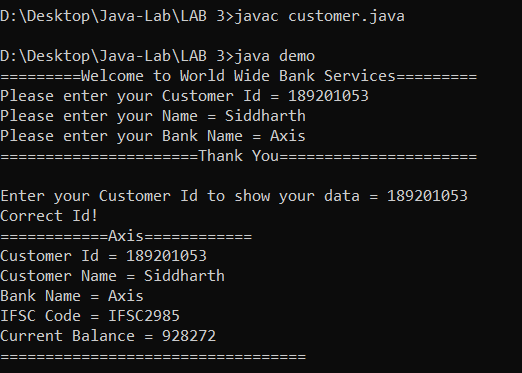 D:\Desktop\Java-Lab\LAB 3>javac customer.java
D:\Desktop\Java-Lab\LAB 3>java demo
=========Welcome to World Wide Bank Services=========
Please enter your Customer Id = 189201053
Please enter your Name = Siddharth
Please enter your Bank Name = Axis
======================Thank You======================
Enter your Customer Id to show your data = 189201053
Correct Id!
============Axis============
Customer Id = 189201053
Customer Name = Siddharth
Bank Name = Axis
IFSC Code = IFSC2985
Current Balance = 928272
==================================